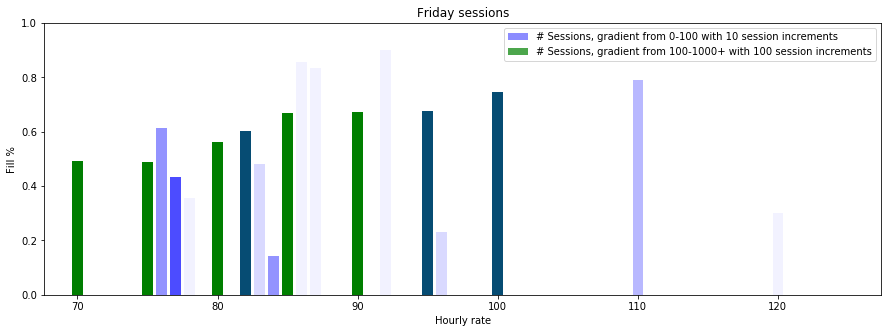 Friday sessions
# Sessions, gradient from 0-100 with 10 session increments
# Sessions, gradient from 100-1000+ with 100 session increments
Fill %
1.0
0.8
0.6
0.4
0.2
0.0
70 80 90 100 110 120
Hourly rate